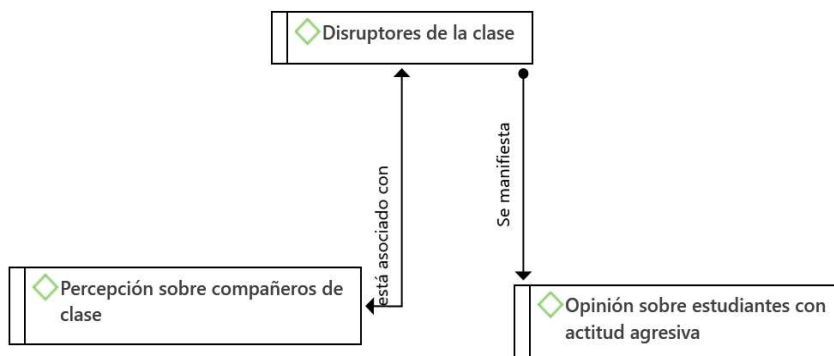 Disruptores de la clase
está asociado con
Se manifiesta
Percepción sobre compañeros de
clase
Opinión sobre estudiantes con
actitud agresiva